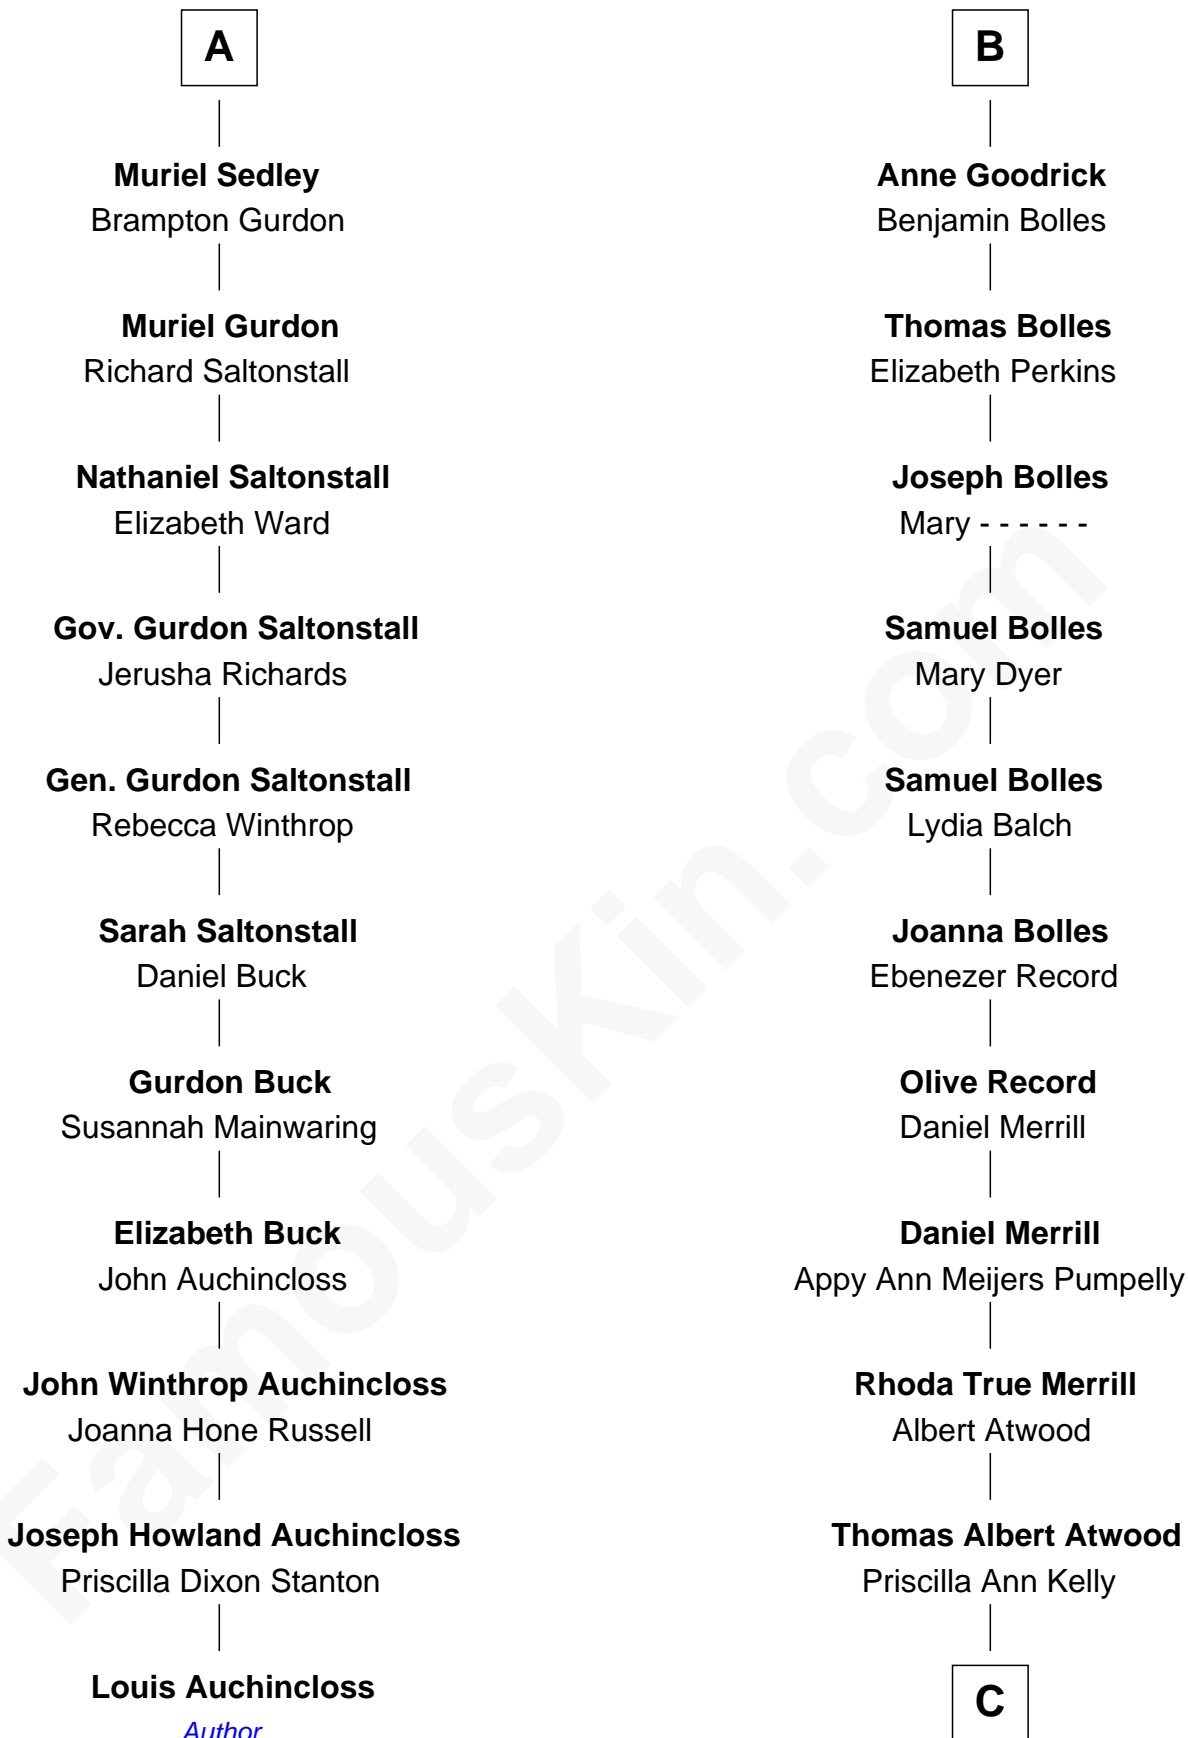 A
Muriel Sedley
Brampton Gurdon
Muriel Gurdon
Richard Saltonstall
Nathaniel Saltonstall
Elizabeth Ward
Gov. Gurdon Saltonstall
Jerusha Richards
Gen. Gurdon Saltonstall
Rebecca Winthrop
Sarah Saltonstall
Daniel Buck
Gurdon Buck
Susannah Mainwaring
Elizabeth Buck
John Auchincloss
John Winthrop Auchincloss
Joanna Hone Russell
Joseph Howland Auchincloss
Priscilla Dixon Stanton
Louis Auchincloss
Author
B
Anne Goodrick
Benjamin Bolles
Thomas Bolles
Elizabeth Perkins
Joseph Bolles
Mary - - - - - -
Samuel Bolles
Mary Dyer
Samuel Bolles
Lydia Balch
Joanna Bolles
Ebenezer Record
Olive Record
Daniel Merrill
Daniel Merrill
Appy Ann Meijers Pumpelly
Rhoda True Merrill
Albert Atwood
Thomas Albert Atwood
Priscilla Ann Kelly
C
FamousKin.com